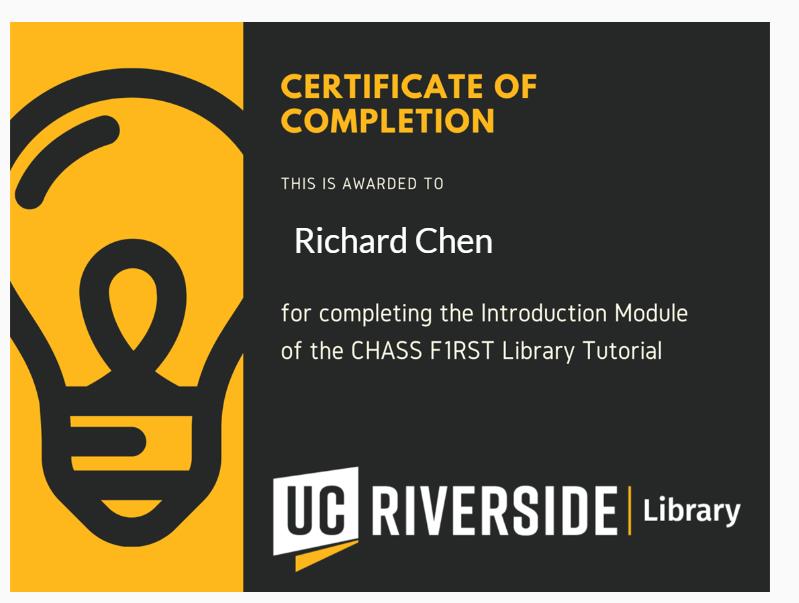 CERTIFICATE OF
COMPLETION
THIS IS AWARDED TO
Richard Chen
for completing the Introduction Module
of the CHASS F1RST Library Tutorial
UC RIVERSIDE | Library